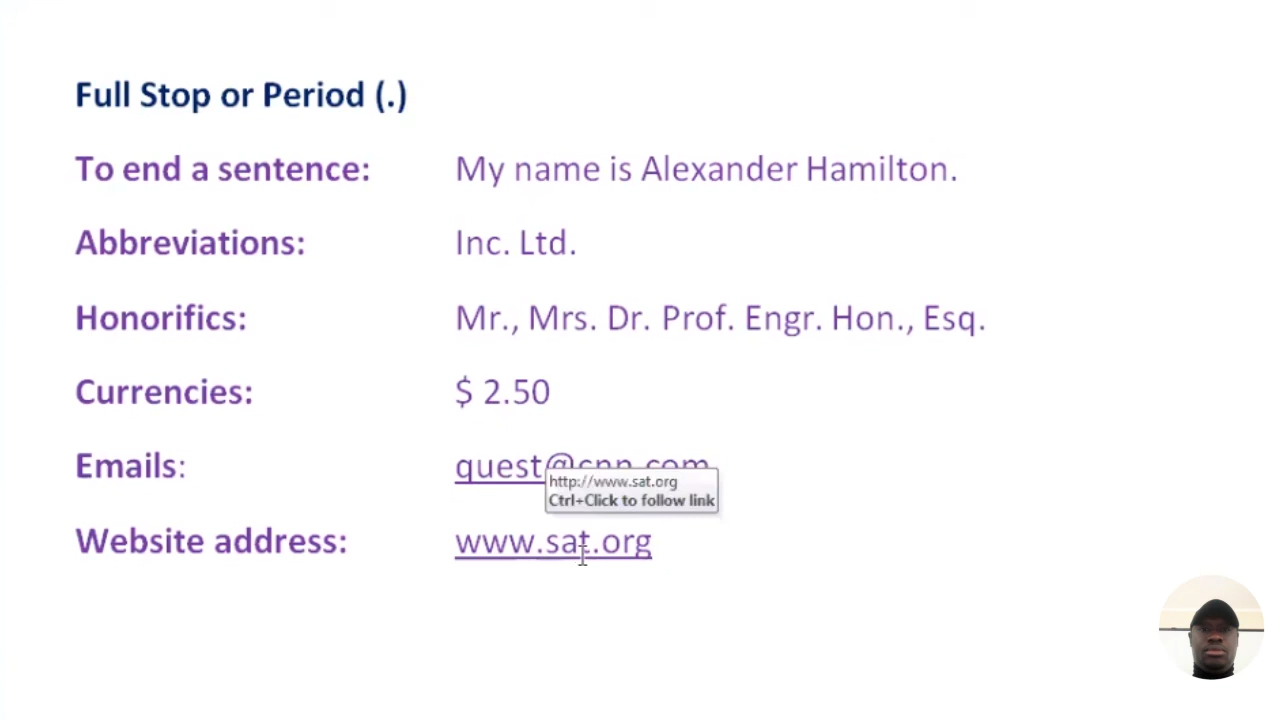 Full Stop or Period (.)
To end a sentence: My name is Alexander Hamilton.
Abbreviations: Inc. Ltd.
Honorifics: Mr., Mrs. Dr. Prof. Engr. Hon., Esq.
Currencies: $ 2.50
Emails: quest@cnn.com
http://www.sat.org
Ctrl+Click to follow link
Website address: www.sat.org